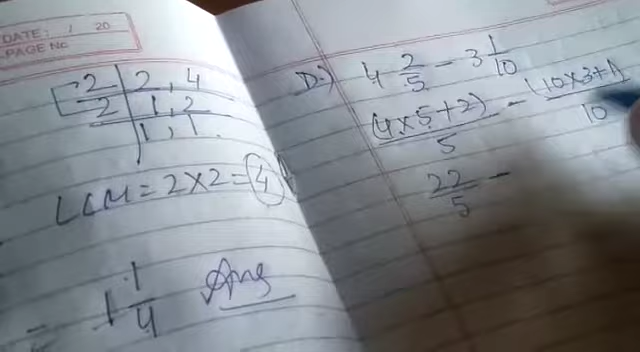 DATE: / 20
PAGE No
2 | 2, 4
2 | 1, 2
1, 1.
LCM = 2×2 = 4
= 1 1/4 Ans
D.) 4 2/5 - 3 1/10
(4×5+2)/5 - (10×3+1)/10
22/5 -